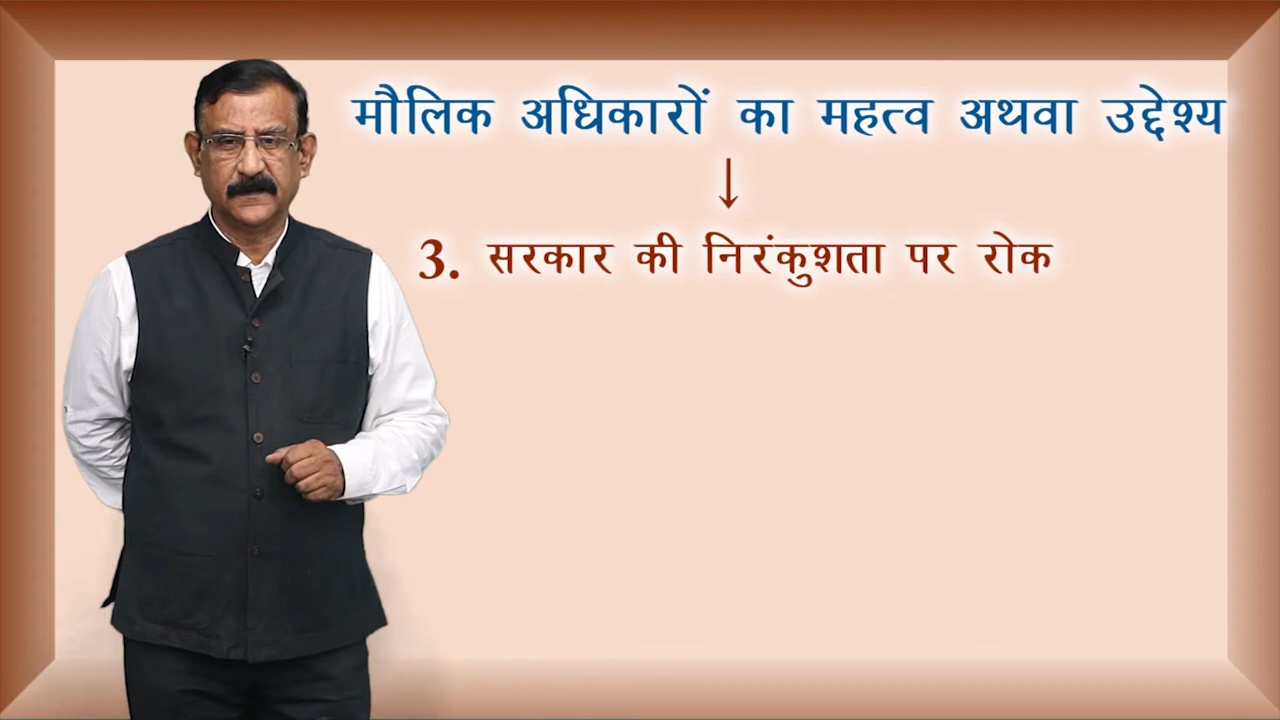 मौलिक अधिकारों का महत्व अथवा उद्देश्य
↓
3. सरकार की निरंकुशता पर रोक